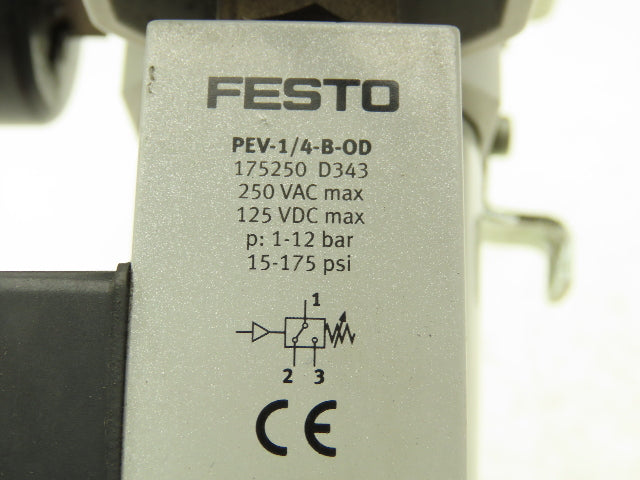 FESTO
PEV-1/4-B-OD
175250 D343
250 VAC max
125 VDC max
p: 1-12 bar
15-175 psi
1
2 3
CE